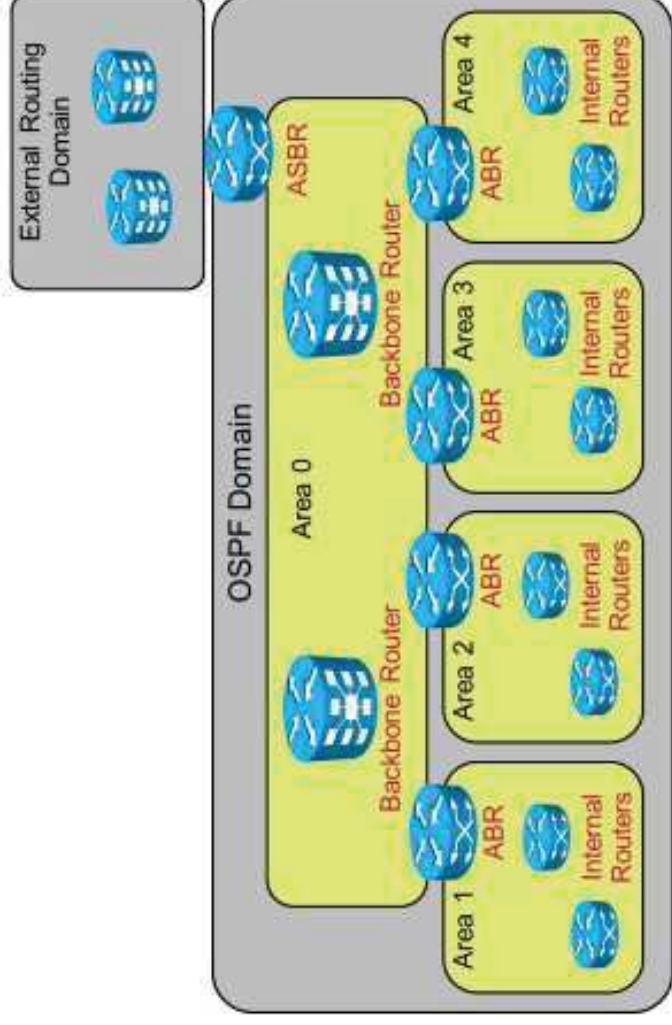 External Routing
Domain
OSPF Domain
ASBR
Area 0
Backbone Router
Backbone Router
ABR
ABR
ABR
ABR
Area 1
Area 2
Area 3
Area 4
Internal
Routers
Internal
Routers
Internal
Routers
Internal
Routers